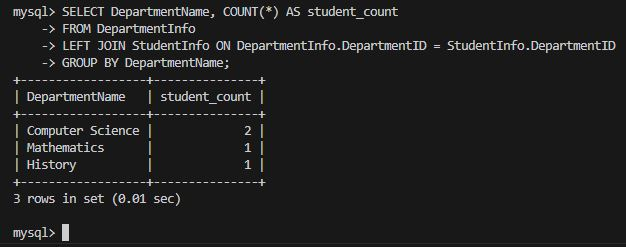 mysql> SELECT DepartmentName, COUNT(*) AS student_count
    -> FROM DepartmentInfo
    -> LEFT JOIN StudentInfo ON DepartmentInfo.DepartmentID = StudentInfo.DepartmentID
    -> GROUP BY DepartmentName;
+------------------+---------------+
| DepartmentName   | student_count |
+------------------+---------------+
| Computer Science |             2 |
| Mathematics      |             1 |
| History          |             1 |
+------------------+---------------+
3 rows in set (0.01 sec)
mysql>